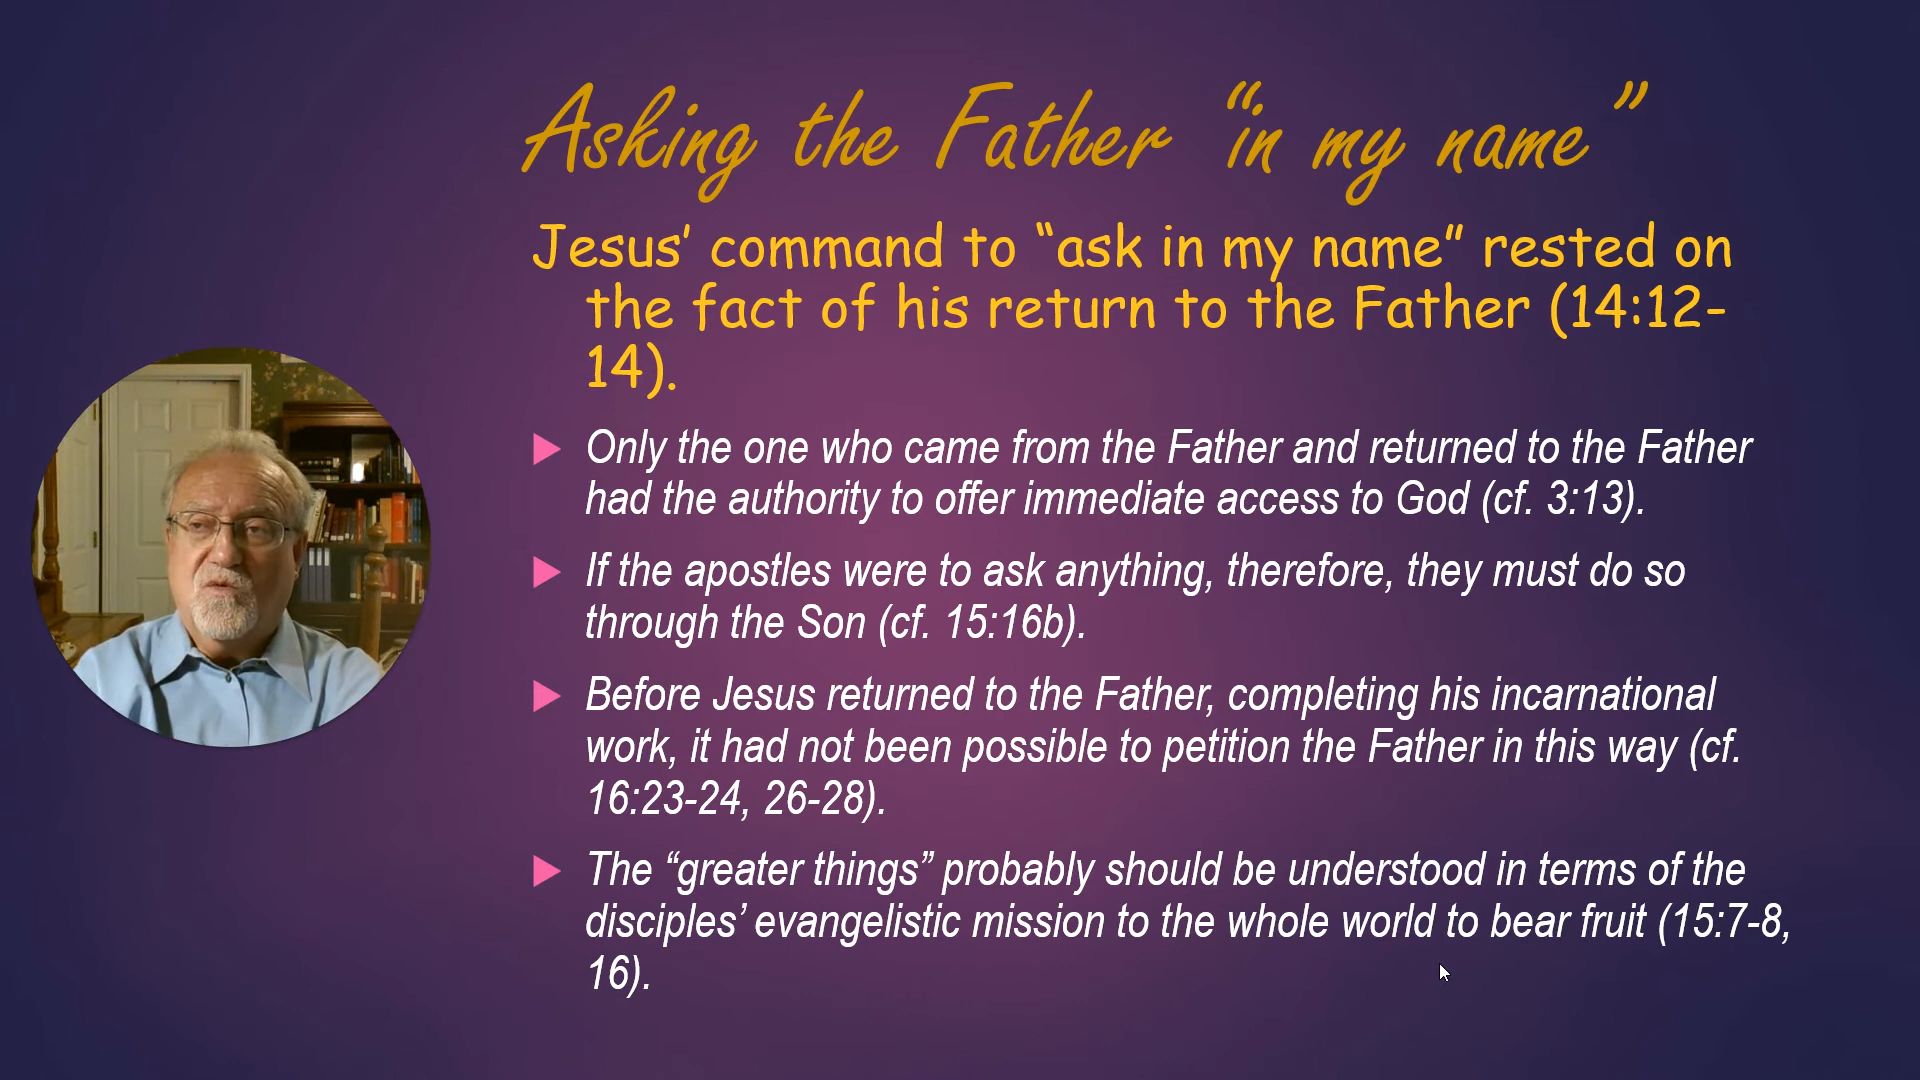 Asking the Father “in my name”
Jesus’ command to “ask in my name” rested on
the fact of his return to the Father (14:12-
14).
Only the one who came from the Father and returned to the Father
had the authority to offer immediate access to God (cf. 3:13).
If the apostles were to ask anything, therefore, they must do so
through the Son (cf. 15:16b).
Before Jesus returned to the Father, completing his incarnational
work, it had not been possible to petition the Father in this way (cf.
16:23-24, 26-28).
The “greater things” probably should be understood in terms of the
disciples’ evangelistic mission to the whole world to bear fruit (15:7-8,
16).